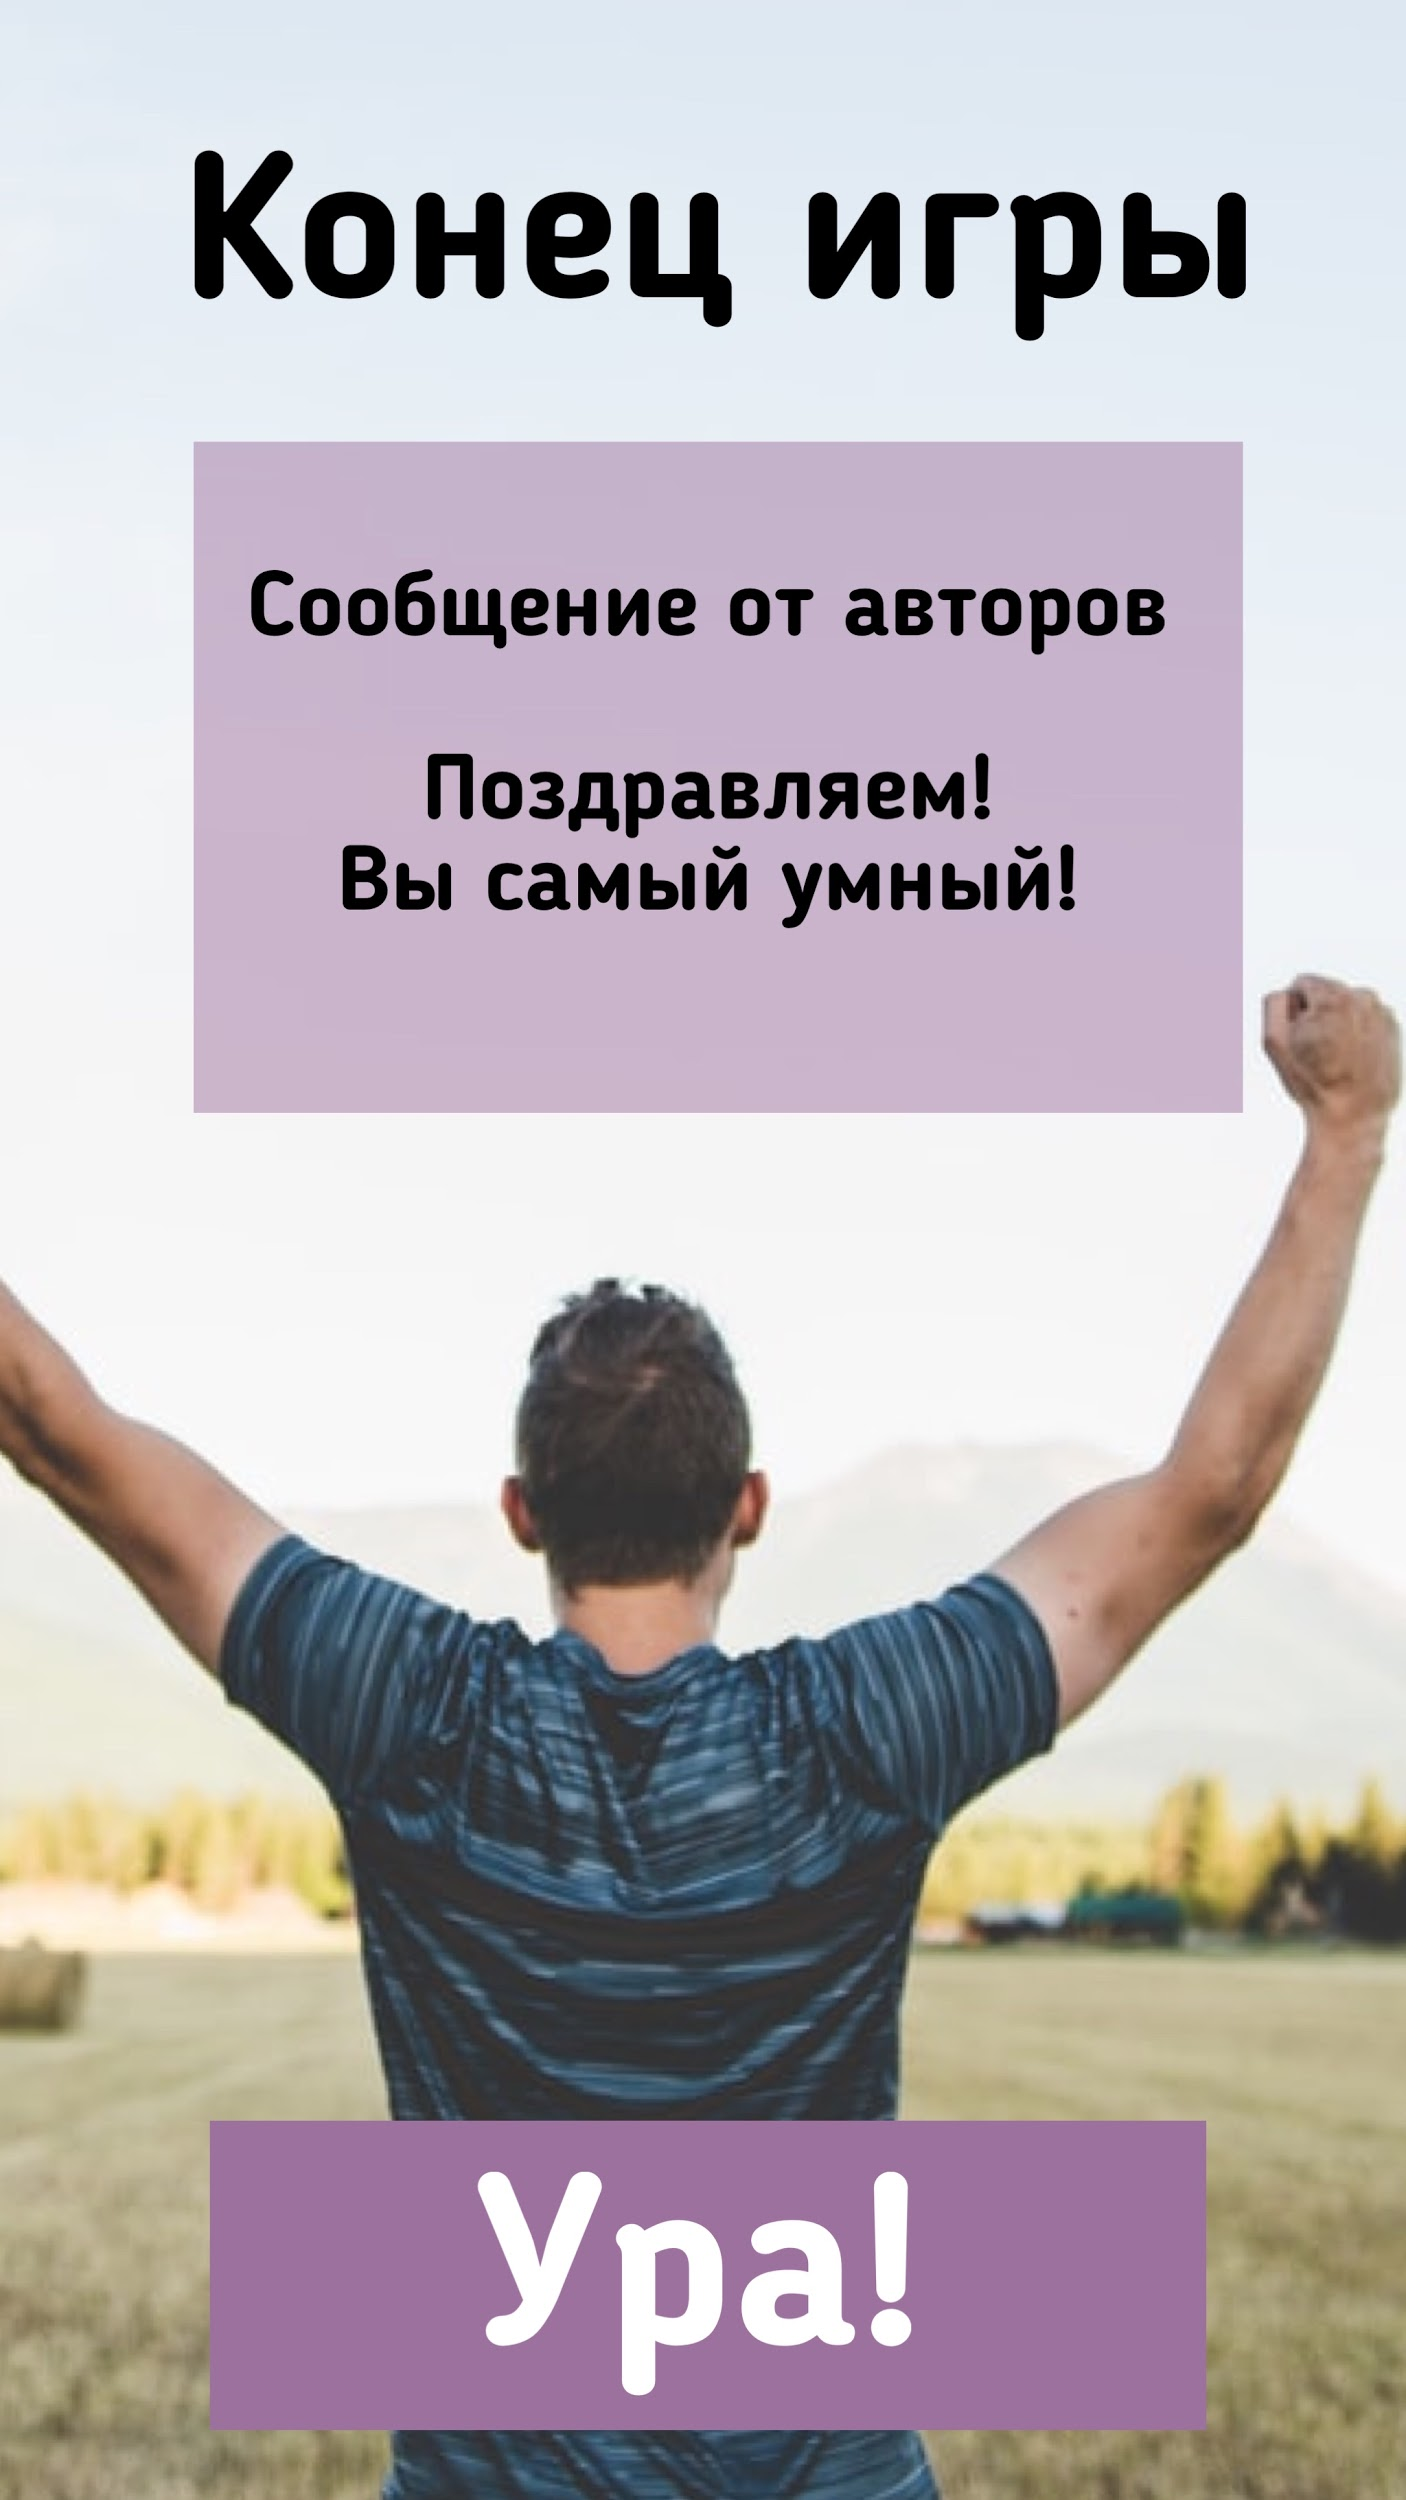 Конец игры
Сообщение от авторов
Поздравляем!
Вы самый умный!
Ура!